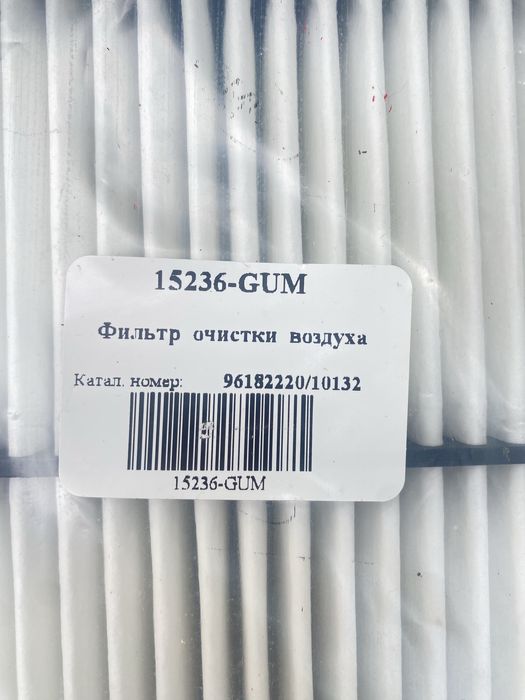 15236-GUM
Фильтр очистки воздуха
Катал. номер: 96182220/10132
15236-GUM